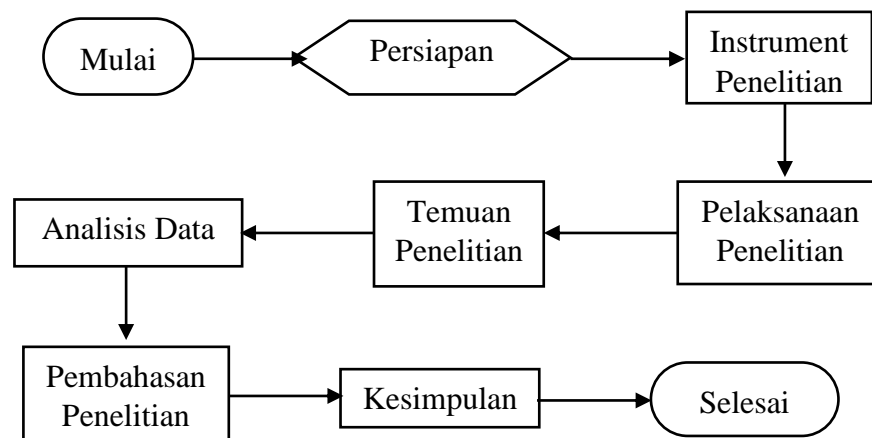 Mulai
Persiapan
Instrument
Penelitian
Pelaksanaan
Penelitian
Temuan
Penelitian
Analisis Data
Pembahasan
Penelitian
Kesimpulan
Selesai